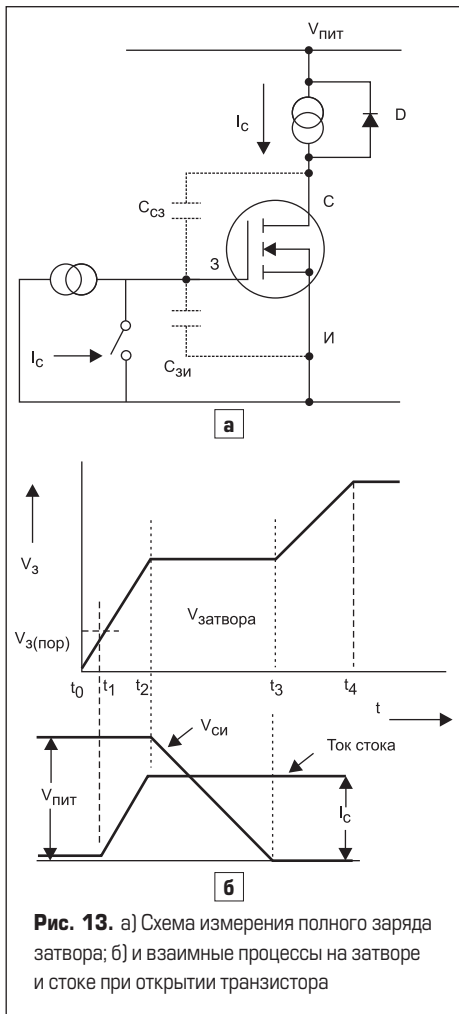 Vпит
Iс
D
Cсз
С
З
Iс
Cзи
И
а
Vз
Vз(пор)
Vзатвора
t0
t1
t2
t3
t4
t
Vси
Ток стока
Vпит
Iс
б
Рис. 13. а) Схема измерения полного заряда
затвора; б) и взаимные процессы на затворе
и стоке при открытии транзистора